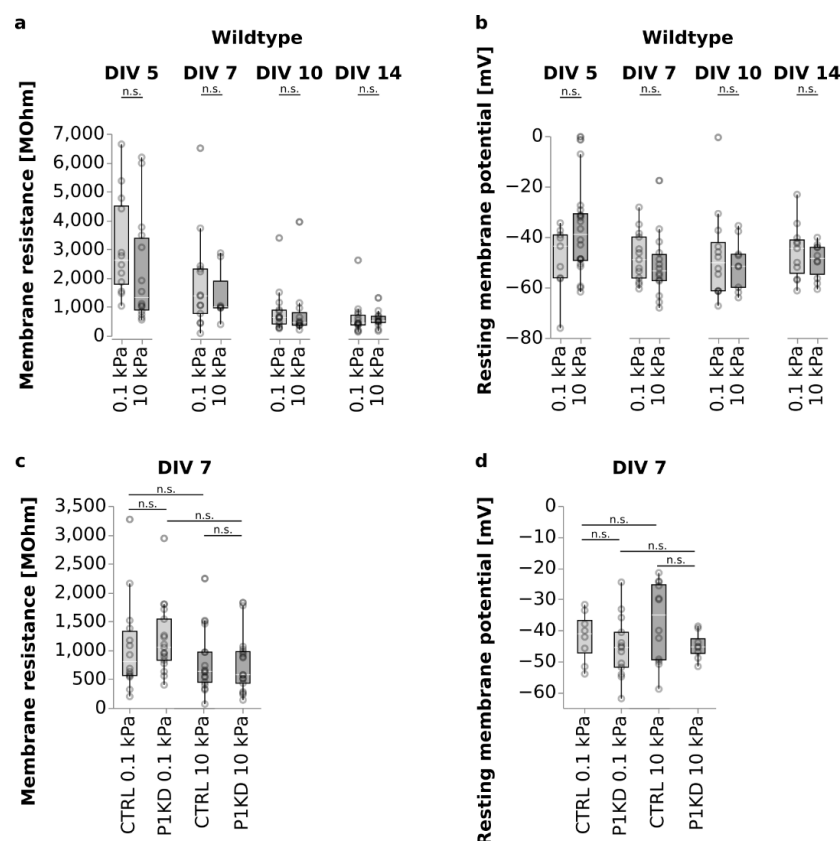 a
Wildtype
DIV 5 DIV 7 DIV 10 DIV 14
n.s. n.s. n.s. n.s.
Membrane resistance [MOhm]
7,000
6,000
5,000
4,000
3,000
2,000
1,000
0
0.1 kPa 10 kPa 0.1 kPa 10 kPa 0.1 kPa 10 kPa 0.1 kPa 10 kPa
b
Wildtype
DIV 5 DIV 7 DIV 10 DIV 14
n.s. n.s. n.s. n.s.
Resting membrane potential [mV]
0
−20
−40
−60
−80
0.1 kPa 10 kPa 0.1 kPa 10 kPa 0.1 kPa 10 kPa 0.1 kPa 10 kPa
c
DIV 7
n.s.
n.s.
n.s.
n.s.
Membrane resistance [MOhm]
3,500
3,000
2,500
2,000
1,500
1,000
500
0
CTRL 0.1 kPa P1KD 0.1 kPa CTRL 10 kPa P1KD 10 kPa
d
DIV 7
n.s.
n.s.
n.s.
n.s.
Resting membrane potential [mV]
0
−10
−20
−30
−40
−50
−60
CTRL 0.1 kPa P1KD 0.1 kPa CTRL 10 kPa P1KD 10 kPa